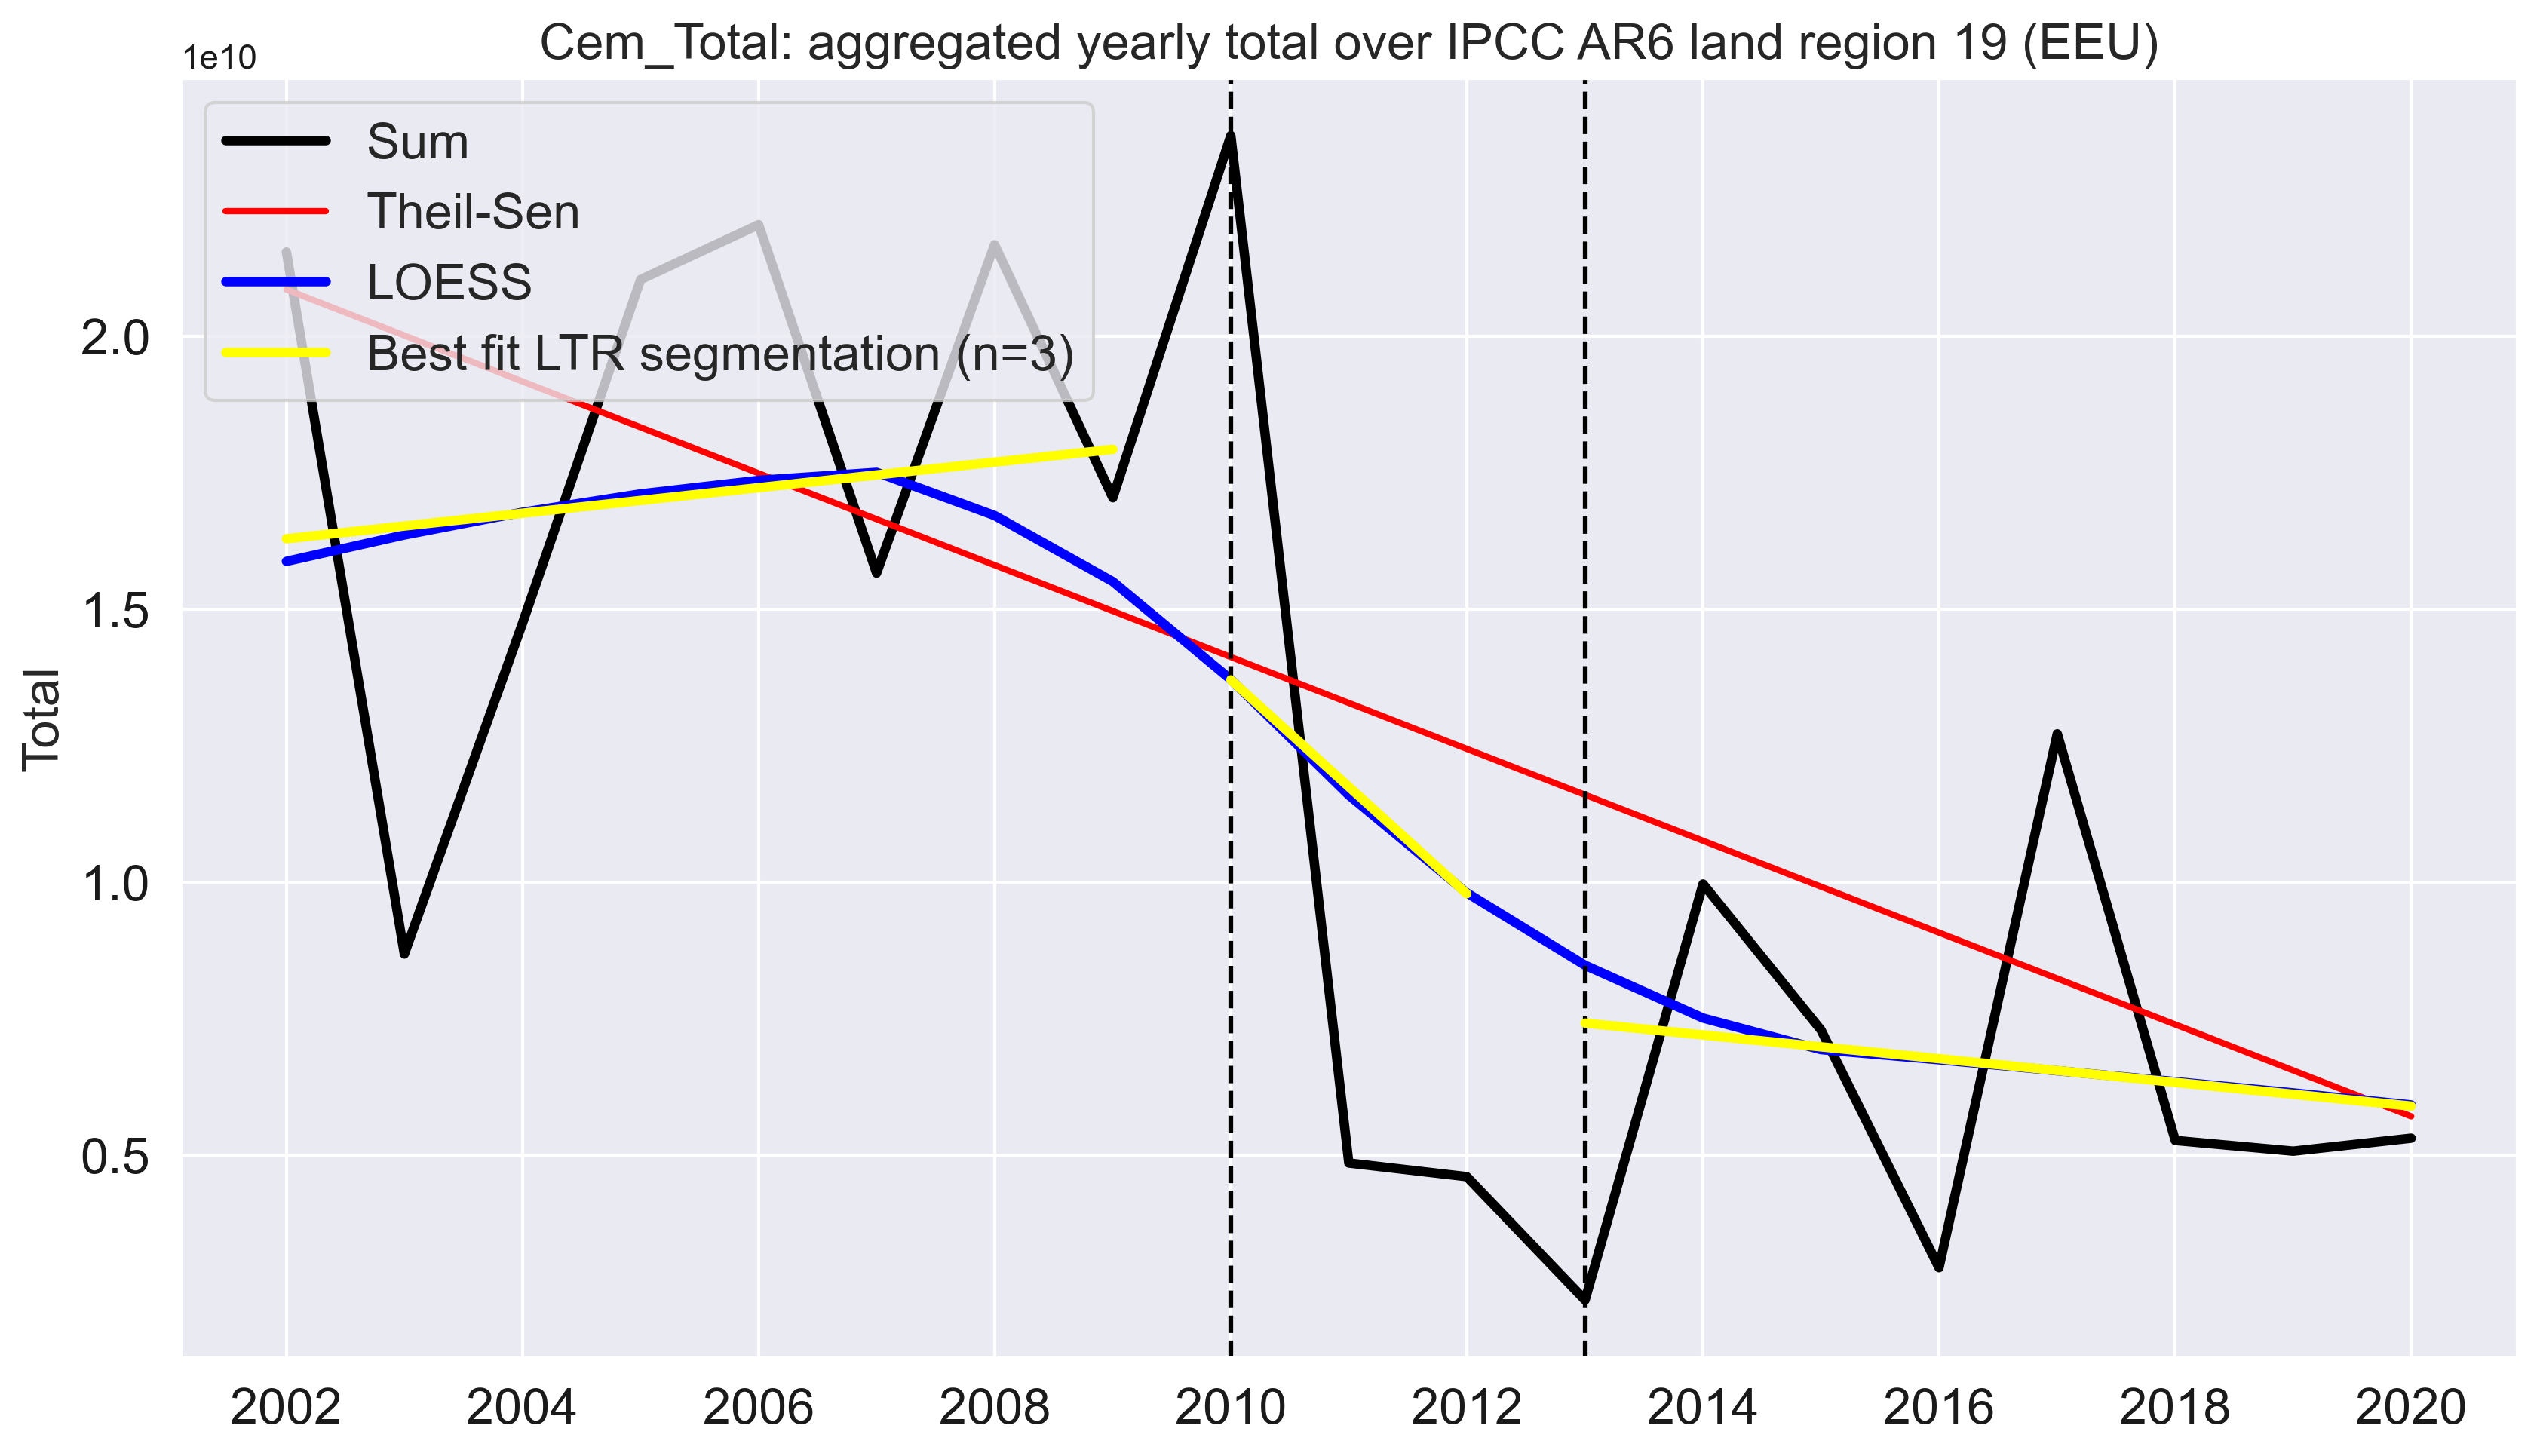 Cem_Total: aggregated yearly total over IPCC AR6 land region 19 (EEU)
1e10
Sum
Theil-Sen
LOESS
Best fit LTR segmentation (n=3)
2.0
1.5
1.0
0.5
Total
2002 2004 2006 2008 2010 2012 2014 2016 2018 2020